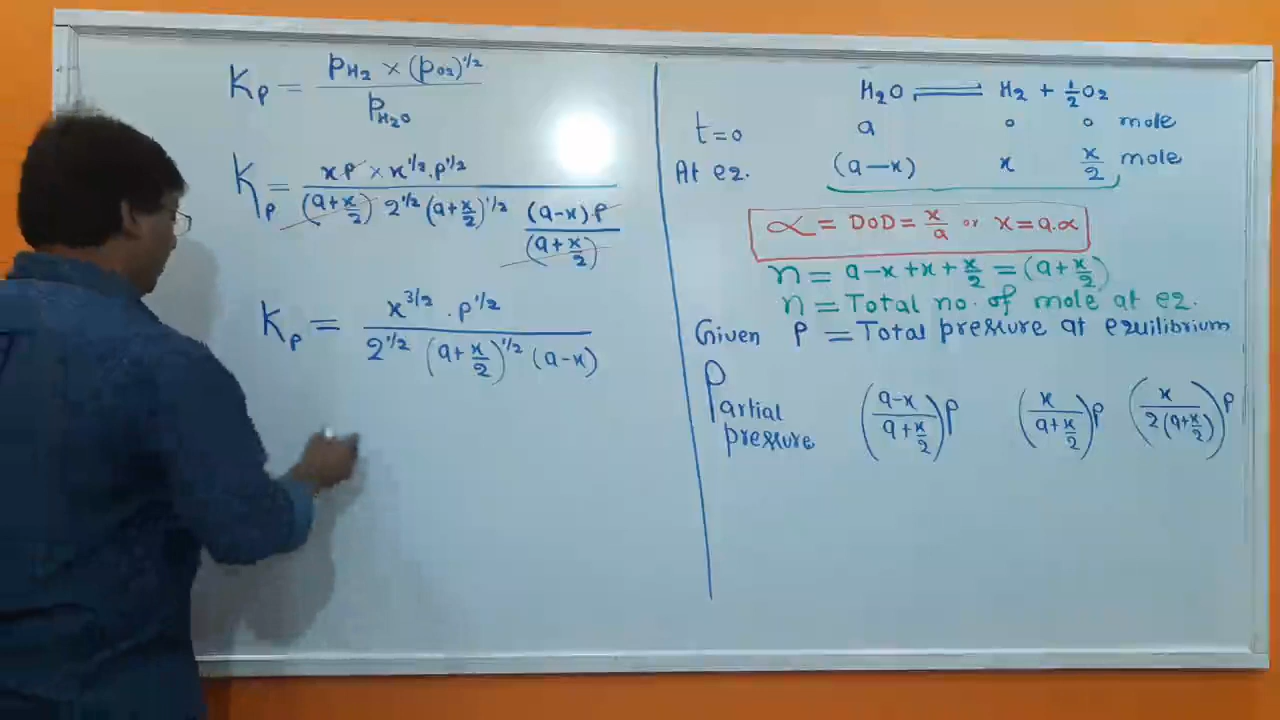 Kp = pH₂ × (pO₂)^1/2 / pH₂O
Kp = xP × x^1/2 . P^1/2 / (a+x/2) 2^1/2 (a+x/2)^1/2 (a-x).P / (a+x/2)
Kp = x^3/2 . P^1/2 / 2^1/2 (a+x/2)^1/2 (a-x)
H₂O ⇌ H₂ + 1/2 O₂
t=0 a 0 0 mole
At eq. (a-x) x x/2 mole
α = DOD = x/a or x = a.α
n = a-x+x+x/2 = (a+x/2)
n = Total no. of mole at eq.
Given P = Total pressure at equilibrium
Partial pressure ((a-x)/(a+x/2))P (x/(a+x/2))P (x/2(a+x/2))P